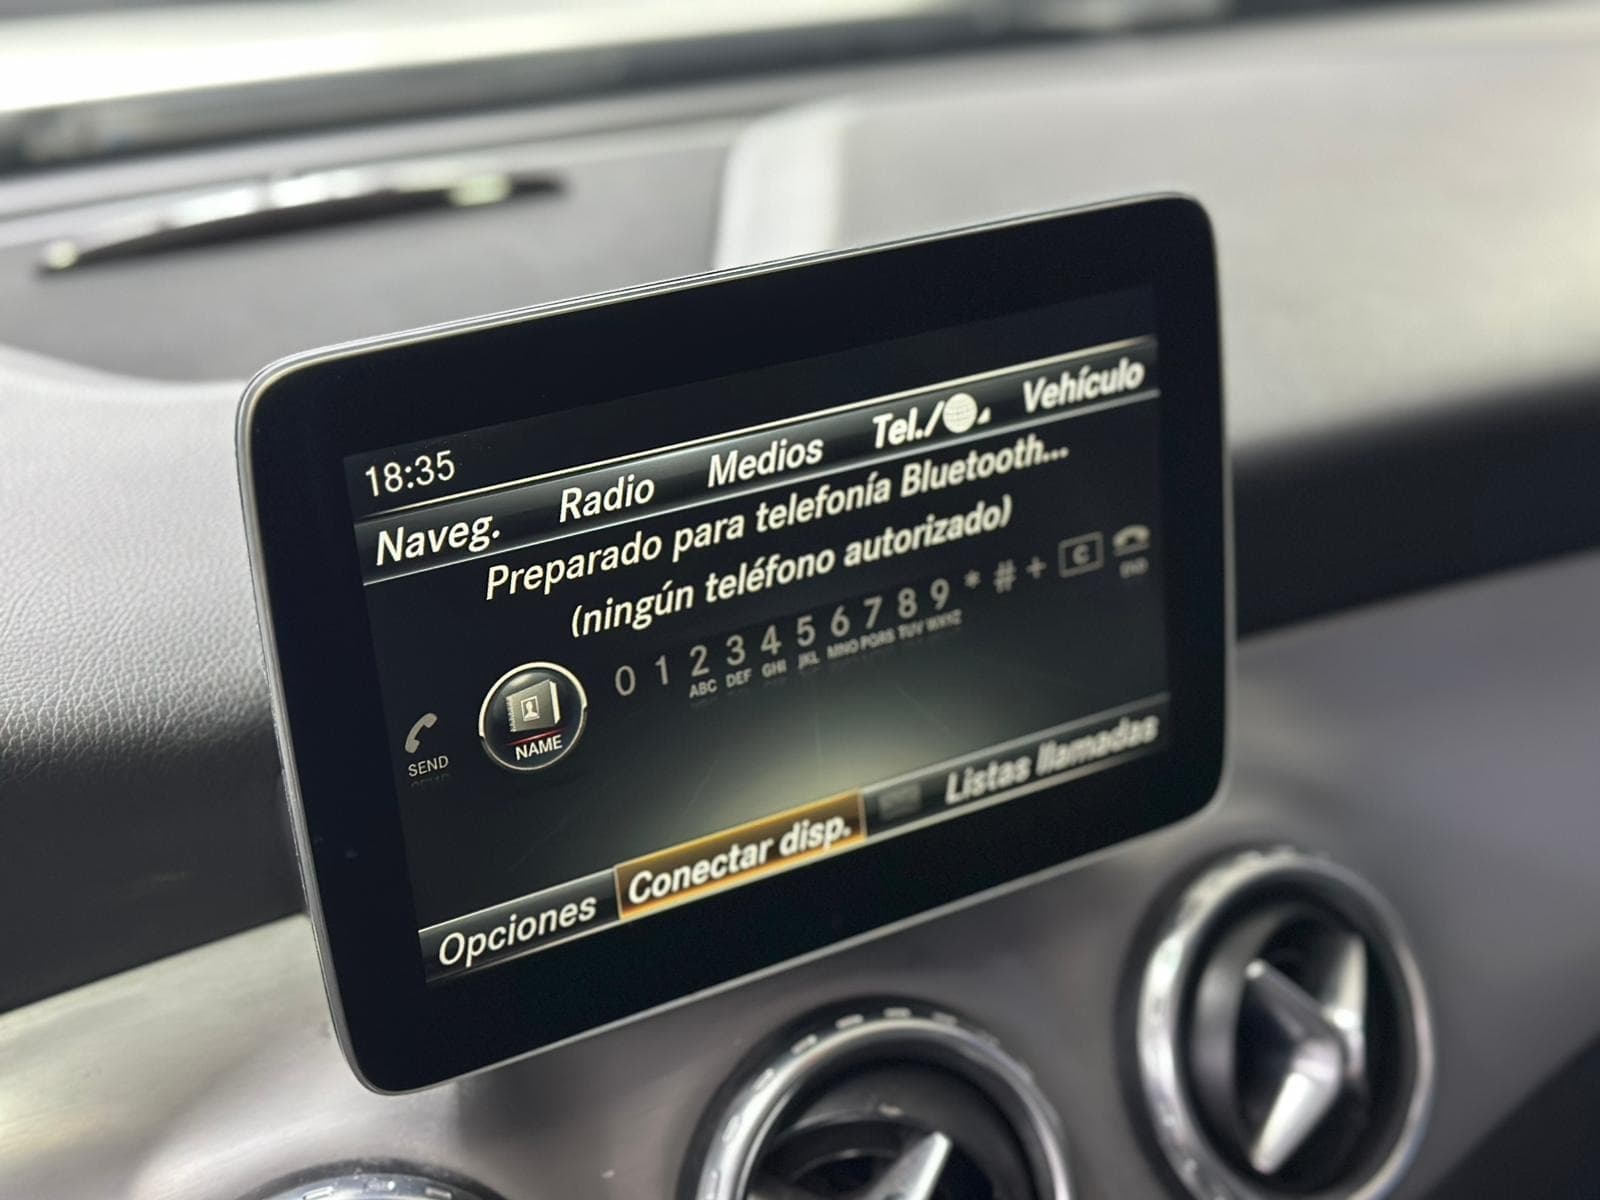 18:35
Naveg. Radio Medios Tel./ Vehículo
Preparado para telefonía Bluetooth...
(ningún teléfono autorizado)
SEND NAME 0 1 2 3 4 5 6 7 8 9 * # + C
ABC DEF GHI JKL MNO PQRS TUV WXYZ END
Opciones Conectar disp. Listas llamadas